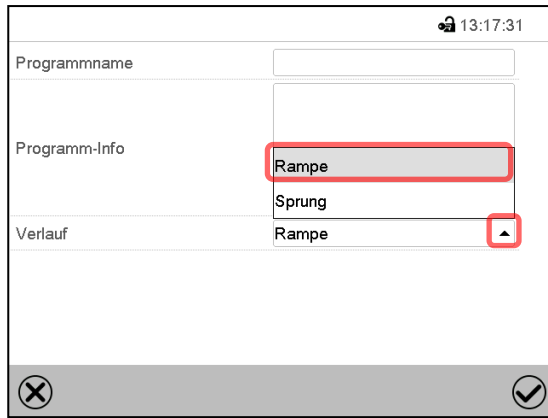 13:17:31
Programmname
Programm-Info
Rampe
Sprung
Verlauf
Rampe